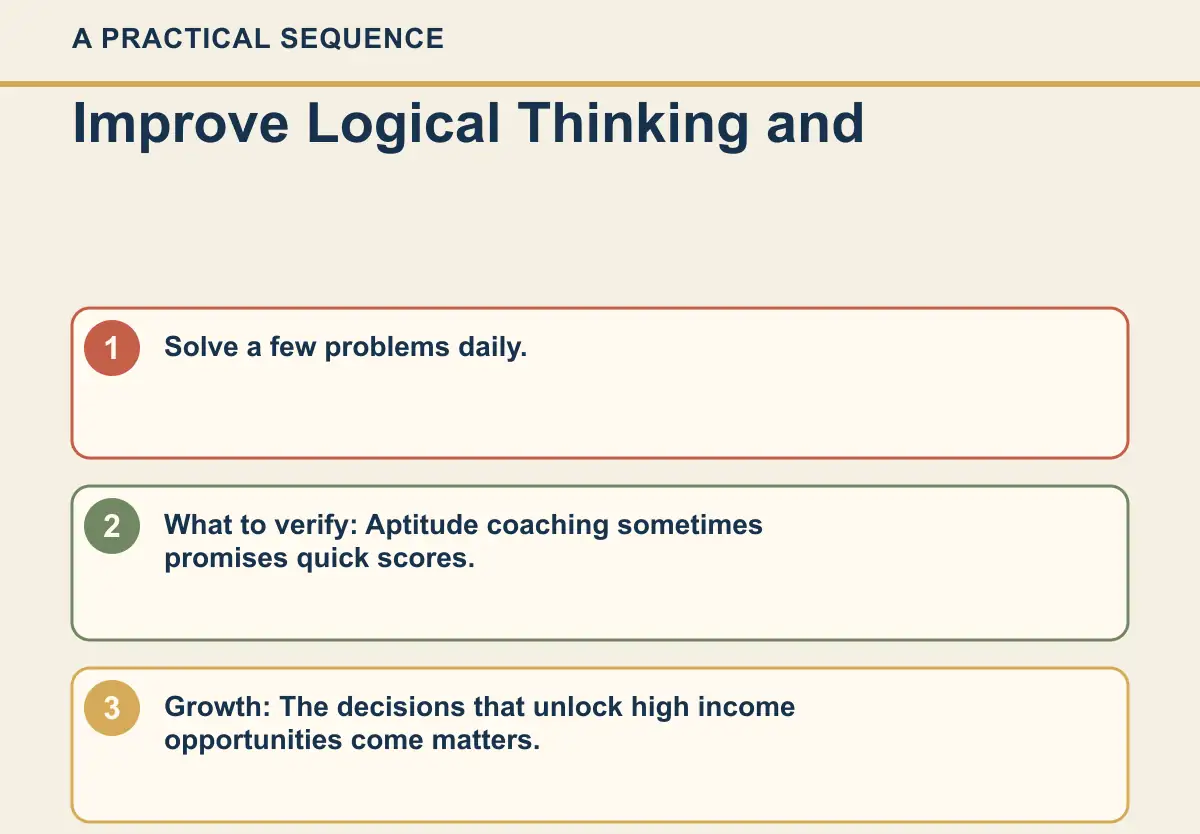 A PRACTICAL SEQUENCE
Improve Logical Thinking and
1
Solve a few problems daily.
2
What to verify: Aptitude coaching sometimes
promises quick scores.
3
Growth: The decisions that unlock high income
opportunities come matters.